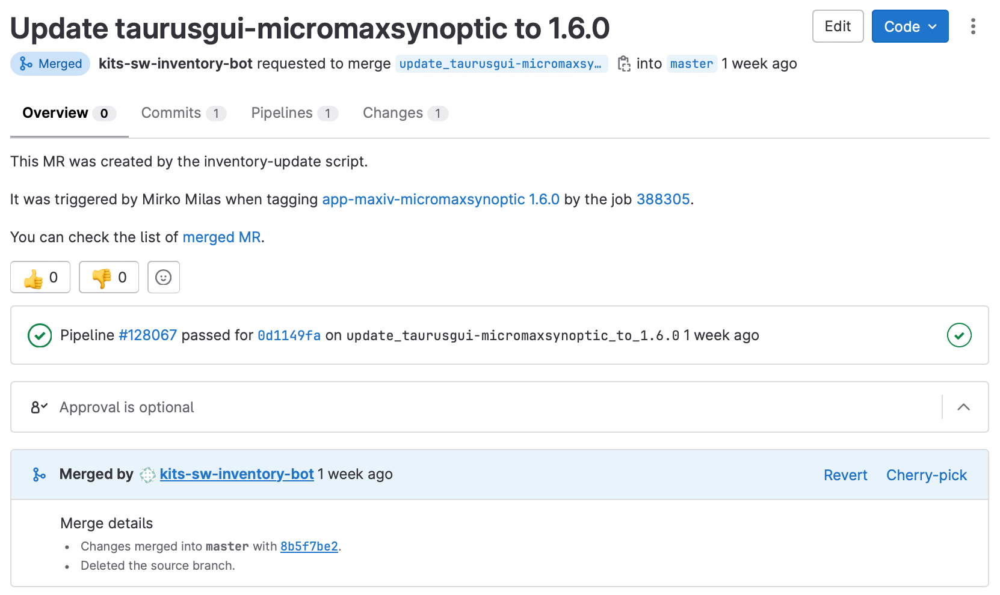 Update taurusgui-micromaxsynoptic to 1.6.0
Edit
Code
Merged kits-sw-inventory-bot requested to merge update_taurusgui-micromaxsy… into master 1 week ago
Overview 0 Commits 1 Pipelines 1 Changes 1
This MR was created by the inventory-update script.
It was triggered by Mirko Milas when tagging app-maxiv-micromaxsynoptic 1.6.0 by the job 388305.
You can check the list of merged MR.
0 0
Pipeline #128067 passed for 0d1149fa on update_taurusgui-micromaxsynoptic_to_1.6.0 1 week ago
Approval is optional
Merged by kits-sw-inventory-bot 1 week ago
Revert Cherry-pick
Merge details
• Changes merged into master with 8b5f7be2.
• Deleted the source branch.